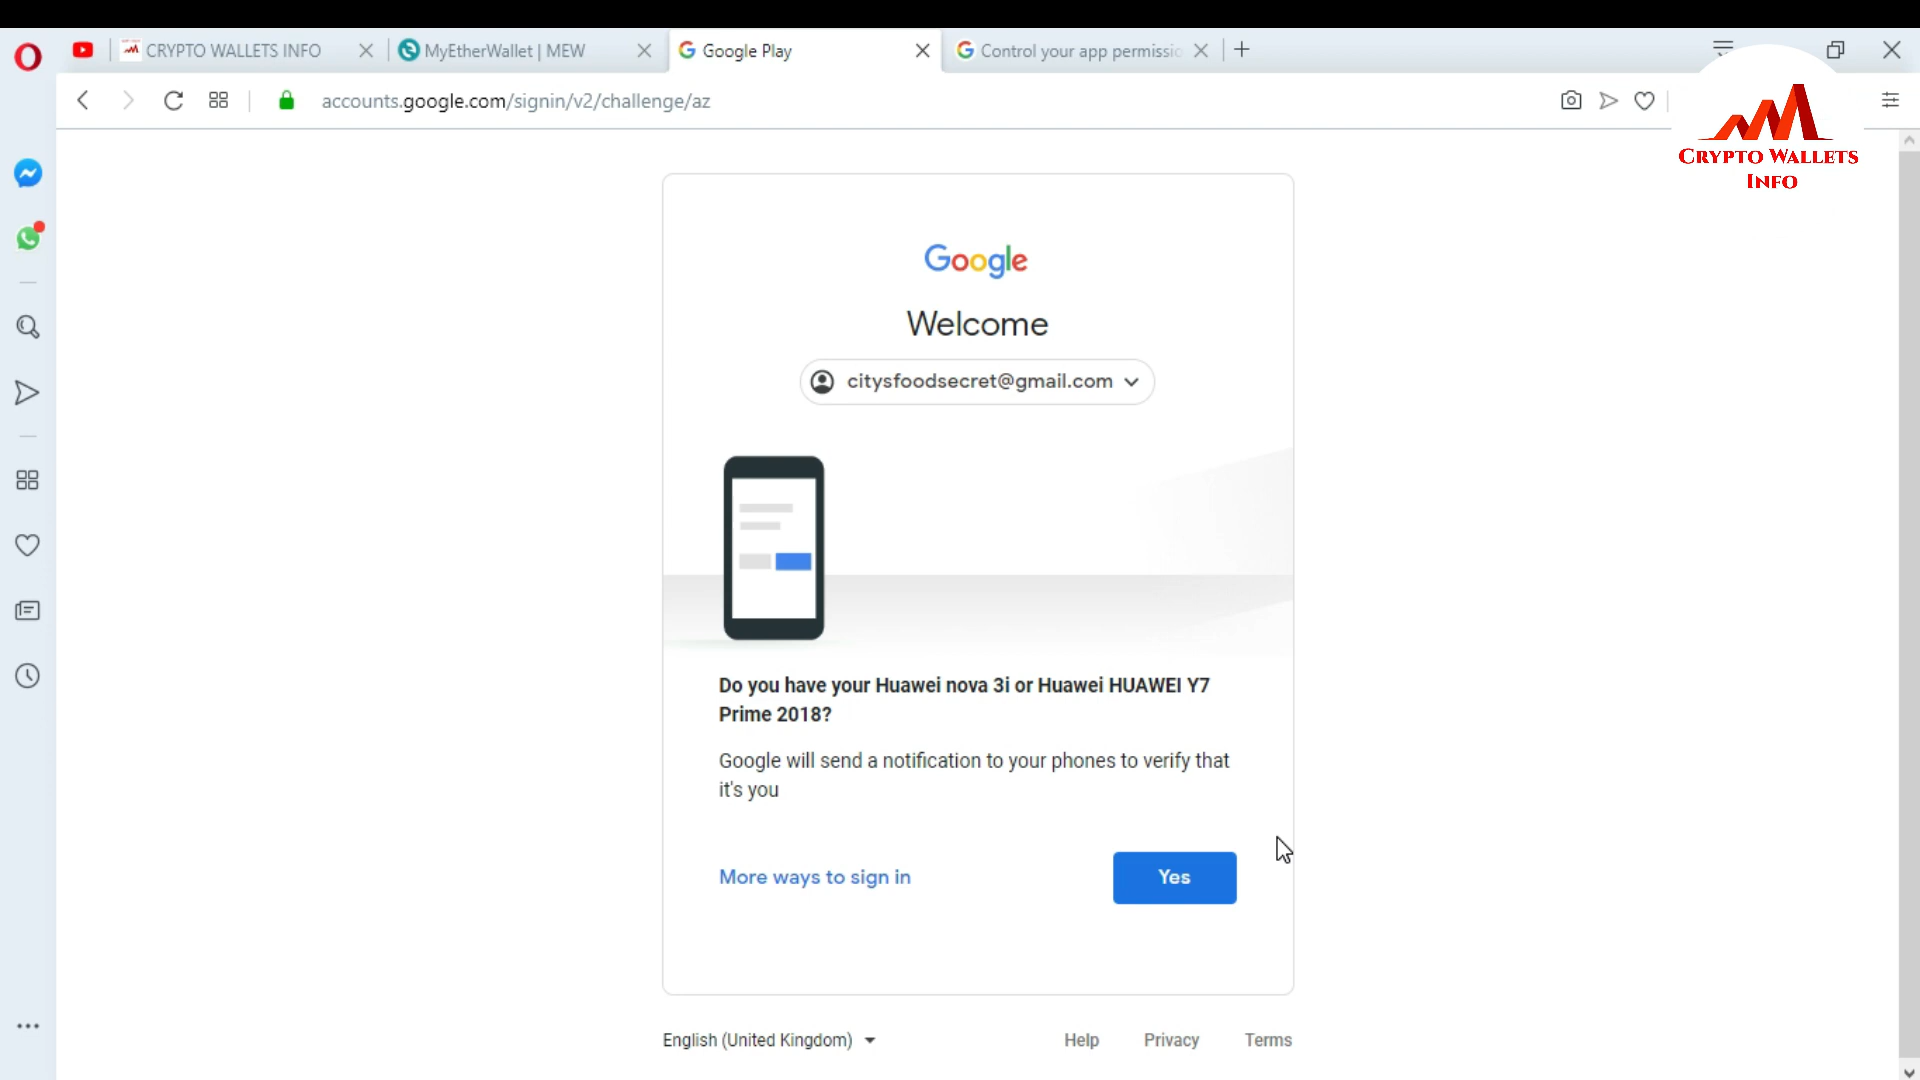 CRYPTO WALLETS INFO
MyEtherWallet | MEW
Google Play
Control your app permissio
accounts.google.com/signin/v2/challenge/az
CRYPTO WALLETS
INFO
Google
Welcome
citysfoodsecret@gmail.com
Do you have your Huawei nova 3i or Huawei HUAWEI Y7
Prime 2018?
Google will send a notification to your phones to verify that
it's you
More ways to sign in
Yes
English (United Kingdom)
Help
Privacy
Terms